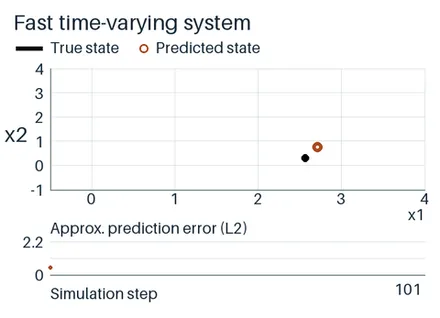 Fast time-varying system
True state Predicted state
4
3
2
x2 1
0
-1
0 1 2 3 4
x1
Approx. prediction error (L2)
2.2
0
Simulation step 101